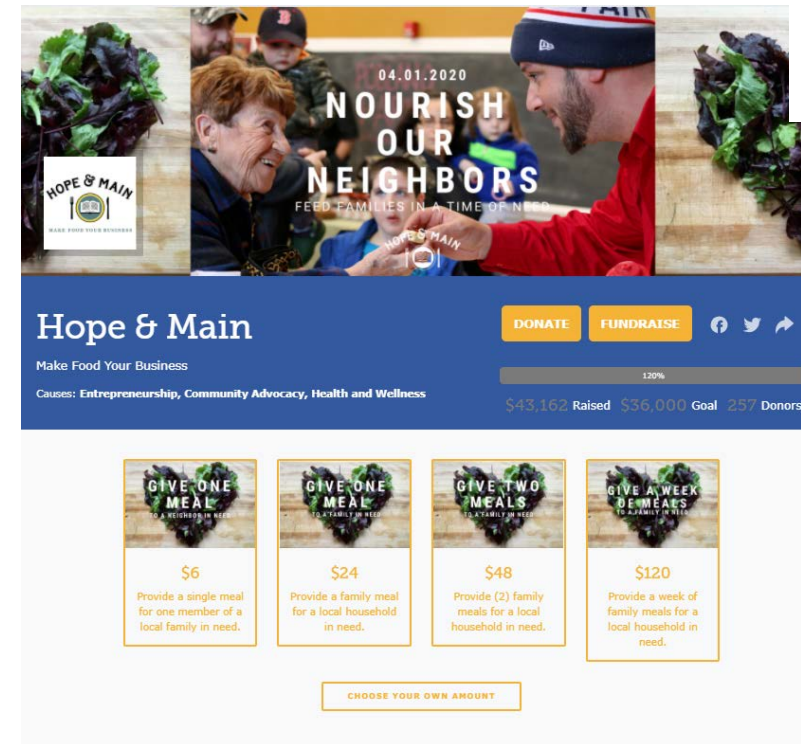 04.01.2020
NOURISH
OUR
NEIGHBORS
FEED FAMILIES IN A TIME OF NEED
HOPE & MAIN
HOPE & MAIN
MAKE FOOD YOUR BUSINESS
Hope & Main
Make Food Your Business
Causes: Entrepreneurship, Community Advocacy, Health and Wellness
DONATE FUNDRAISE
120%
$43,162 Raised $36,000 Goal 257 Donors
GIVE ONE
MEAL
TO A NEIGHBOR IN NEED
$6
Provide a single meal
for one member of a
local family in need.
GIVE ONE
MEAL
TO A FAMILY IN NEED
$24
Provide a family meal
for a local household
in need.
GIVE TWO
MEALS
TO A FAMILY IN NEED
$48
Provide (2) family
meals for a local
household in need.
GIVE A WEEK
OF MEALS
TO A FAMILY IN NEED
$120
Provide a week of
family meals for a
local household in
need.
CHOOSE YOUR OWN AMOUNT